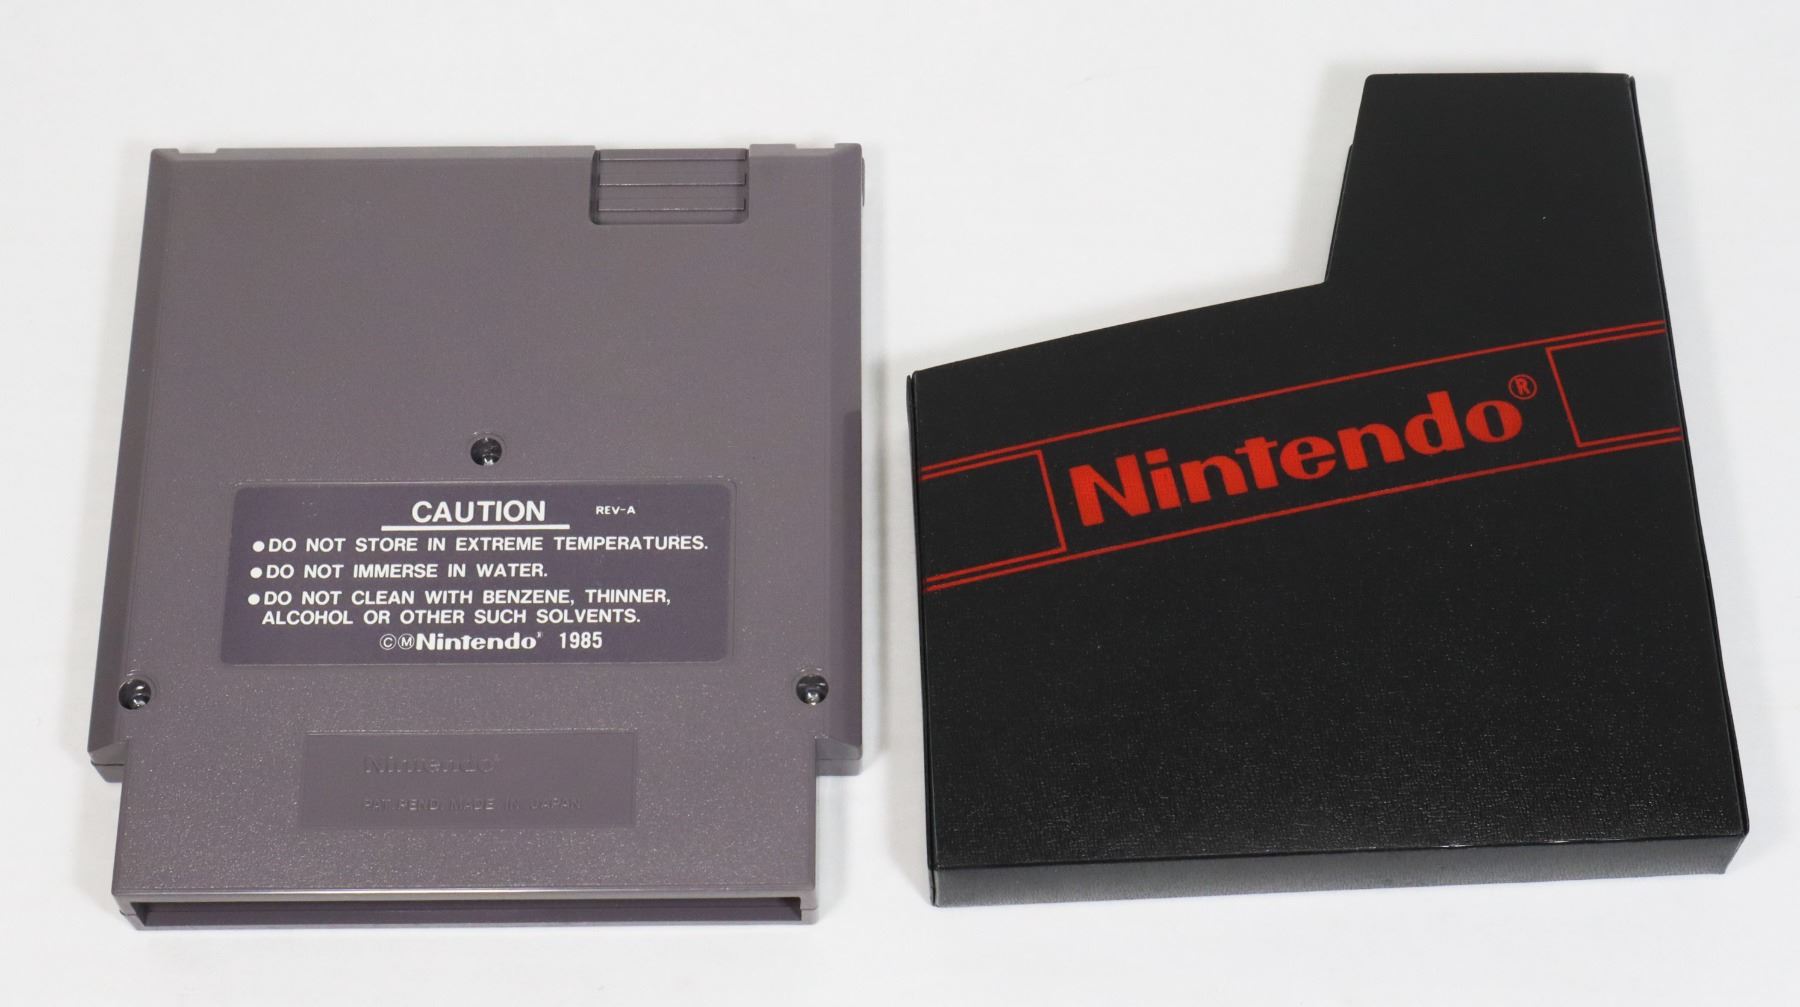 CAUTION REV-A
●DO NOT STORE IN EXTREME TEMPERATURES.
●DO NOT IMMERSE IN WATER.
●DO NOT CLEAN WITH BENZENE, THINNER,
ALCOHOL OR OTHER SUCH SOLVENTS.
ⒸⓂNintendo® 1985
Nintendo®
PAT. PEND. MADE IN JAPAN
Nintendo®